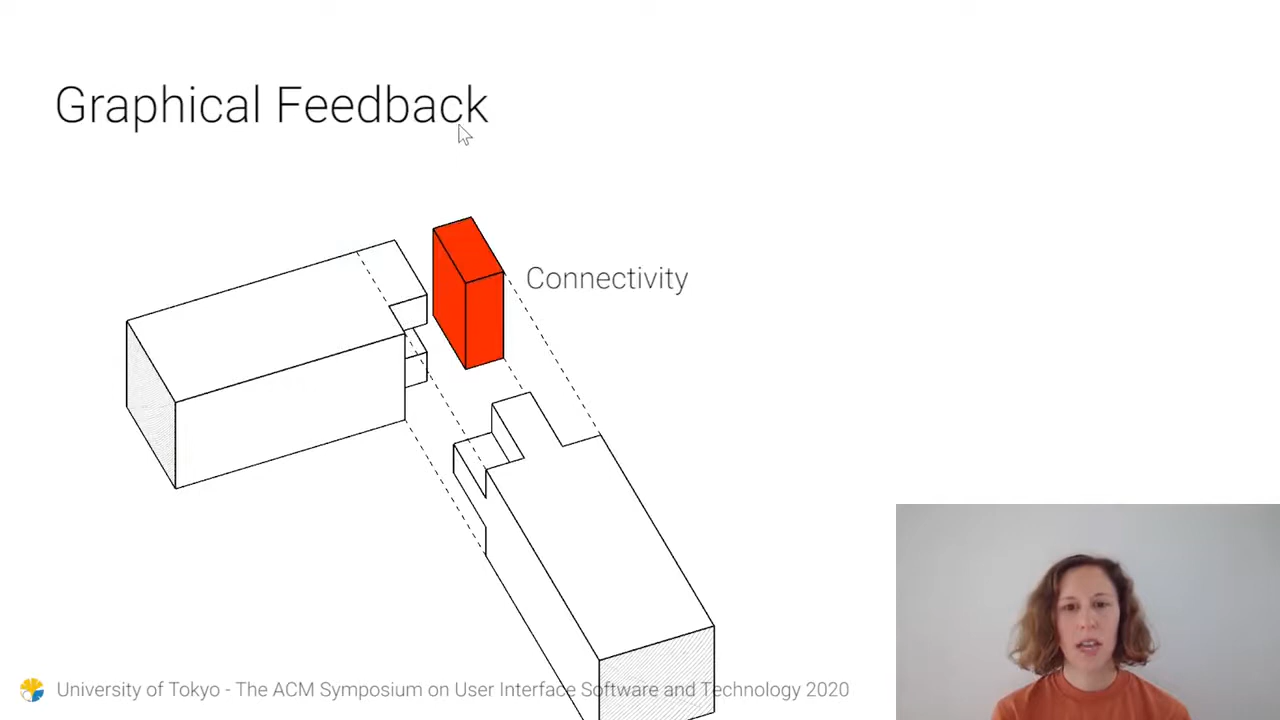 Graphical Feedback
Connectivity
University of Tokyo - The ACM Symposium on User Interface Software and Technology 2020